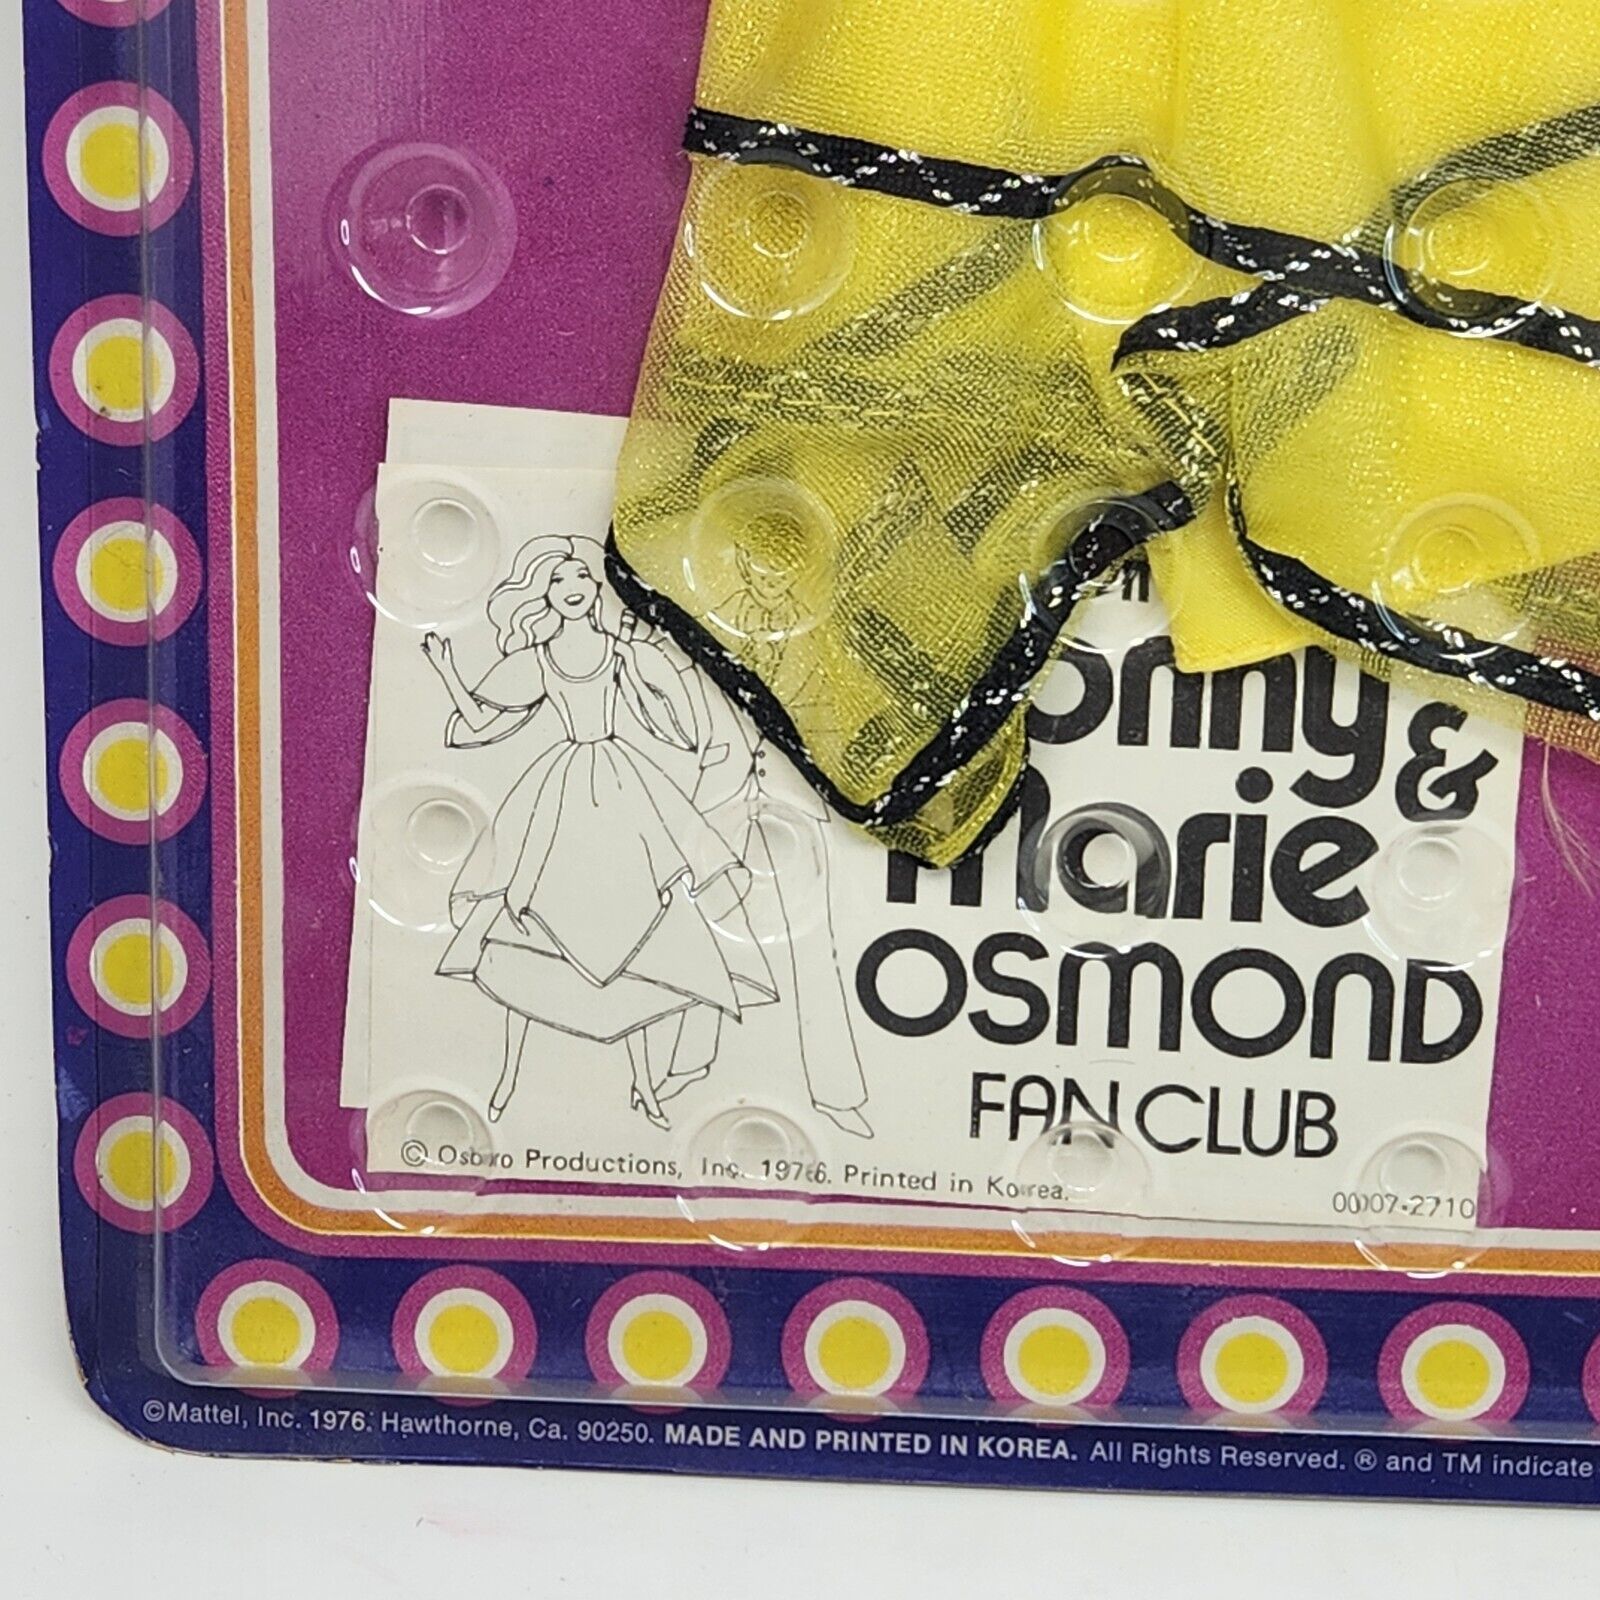 &
Marie
OSMOND
FAN CLUB
© Osbro Productions, Inc. 1976. Printed in Korea.
0007-2710
©Mattel, Inc. 1976. Hawthorne, Ca. 90250. MADE AND PRINTED IN KOREA. All Rights Reserved. ® and TM indicate